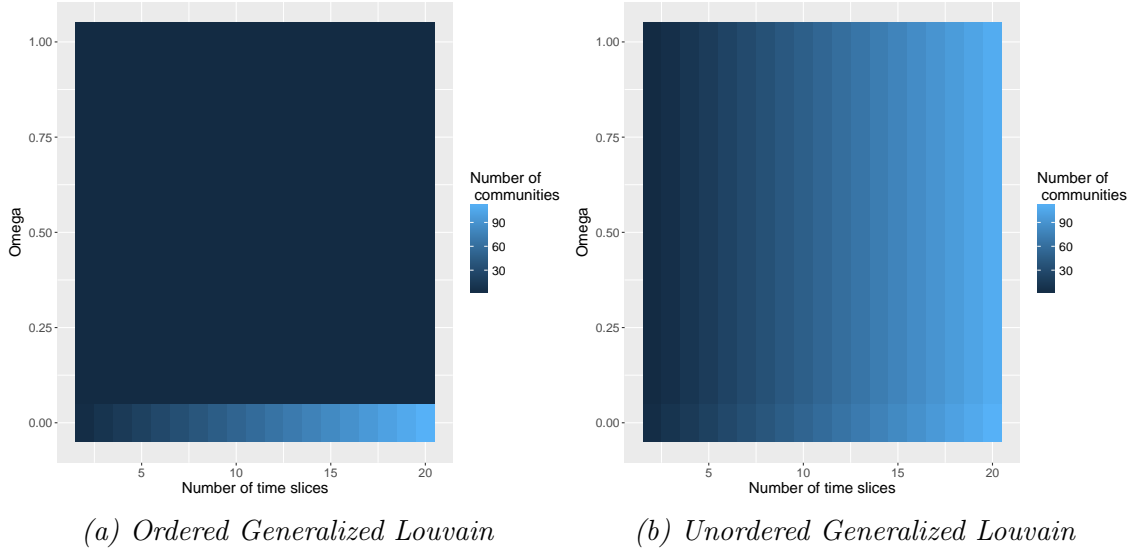 1.00
0.75
0.50
0.25
0.00
Omega
5
10
15
20
Number of time slices
Number of
communities
90
60
30
(a) Ordered Generalized Louvain
1.00
0.75
0.50
0.25
0.00
Omega
5
10
15
20
Number of time slices
Number of
communities
90
60
30
(b) Unordered Generalized Louvain